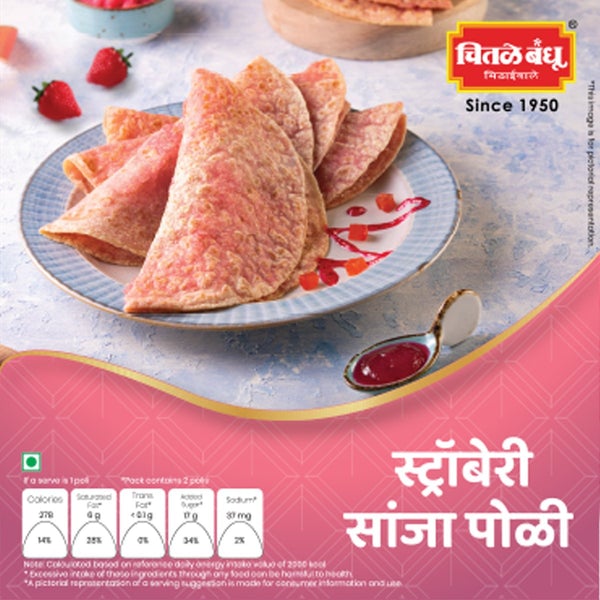 चितळे बंधू
मिठाईवाले
®
Since 1950
*This image is for pictorial representation.
स्ट्रॉबेरी
सांजा पोळी
If a serve is 1 poli *Pack contains 2 polis
Calories Saturated Fat* Trans Fat* Added Sugar* Sodium*
278 6 g < 0.1 g 17 g 37 mg
14% 28% 0% 34% 2%
Note: Calculated based on reference daily energy intake value of 2000 kcal
* Excessive intake of these ingredients through any food can be harmful to health.
*A pictorial representation of a serving suggestion is made for consumer information and use.